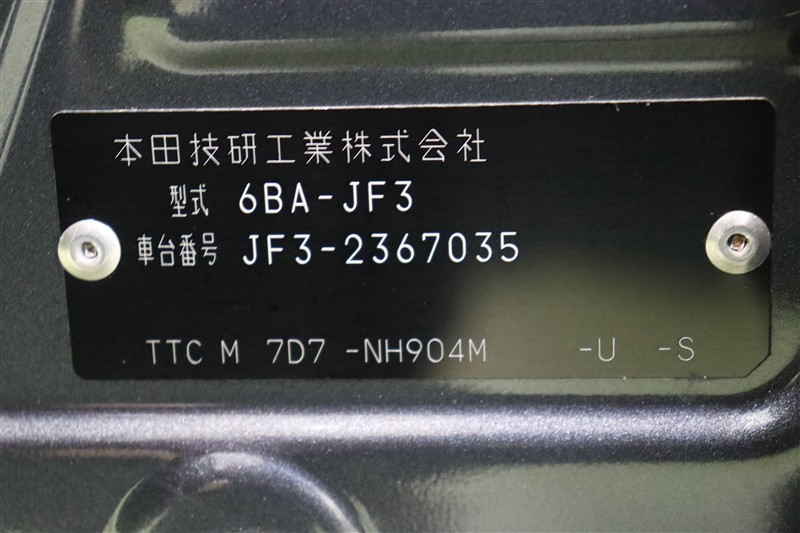 本田技研工業株式会社
型式 6BA-JF3
車台番号 JF3-2367035
TTC M 7D7 -NH904M -U -S